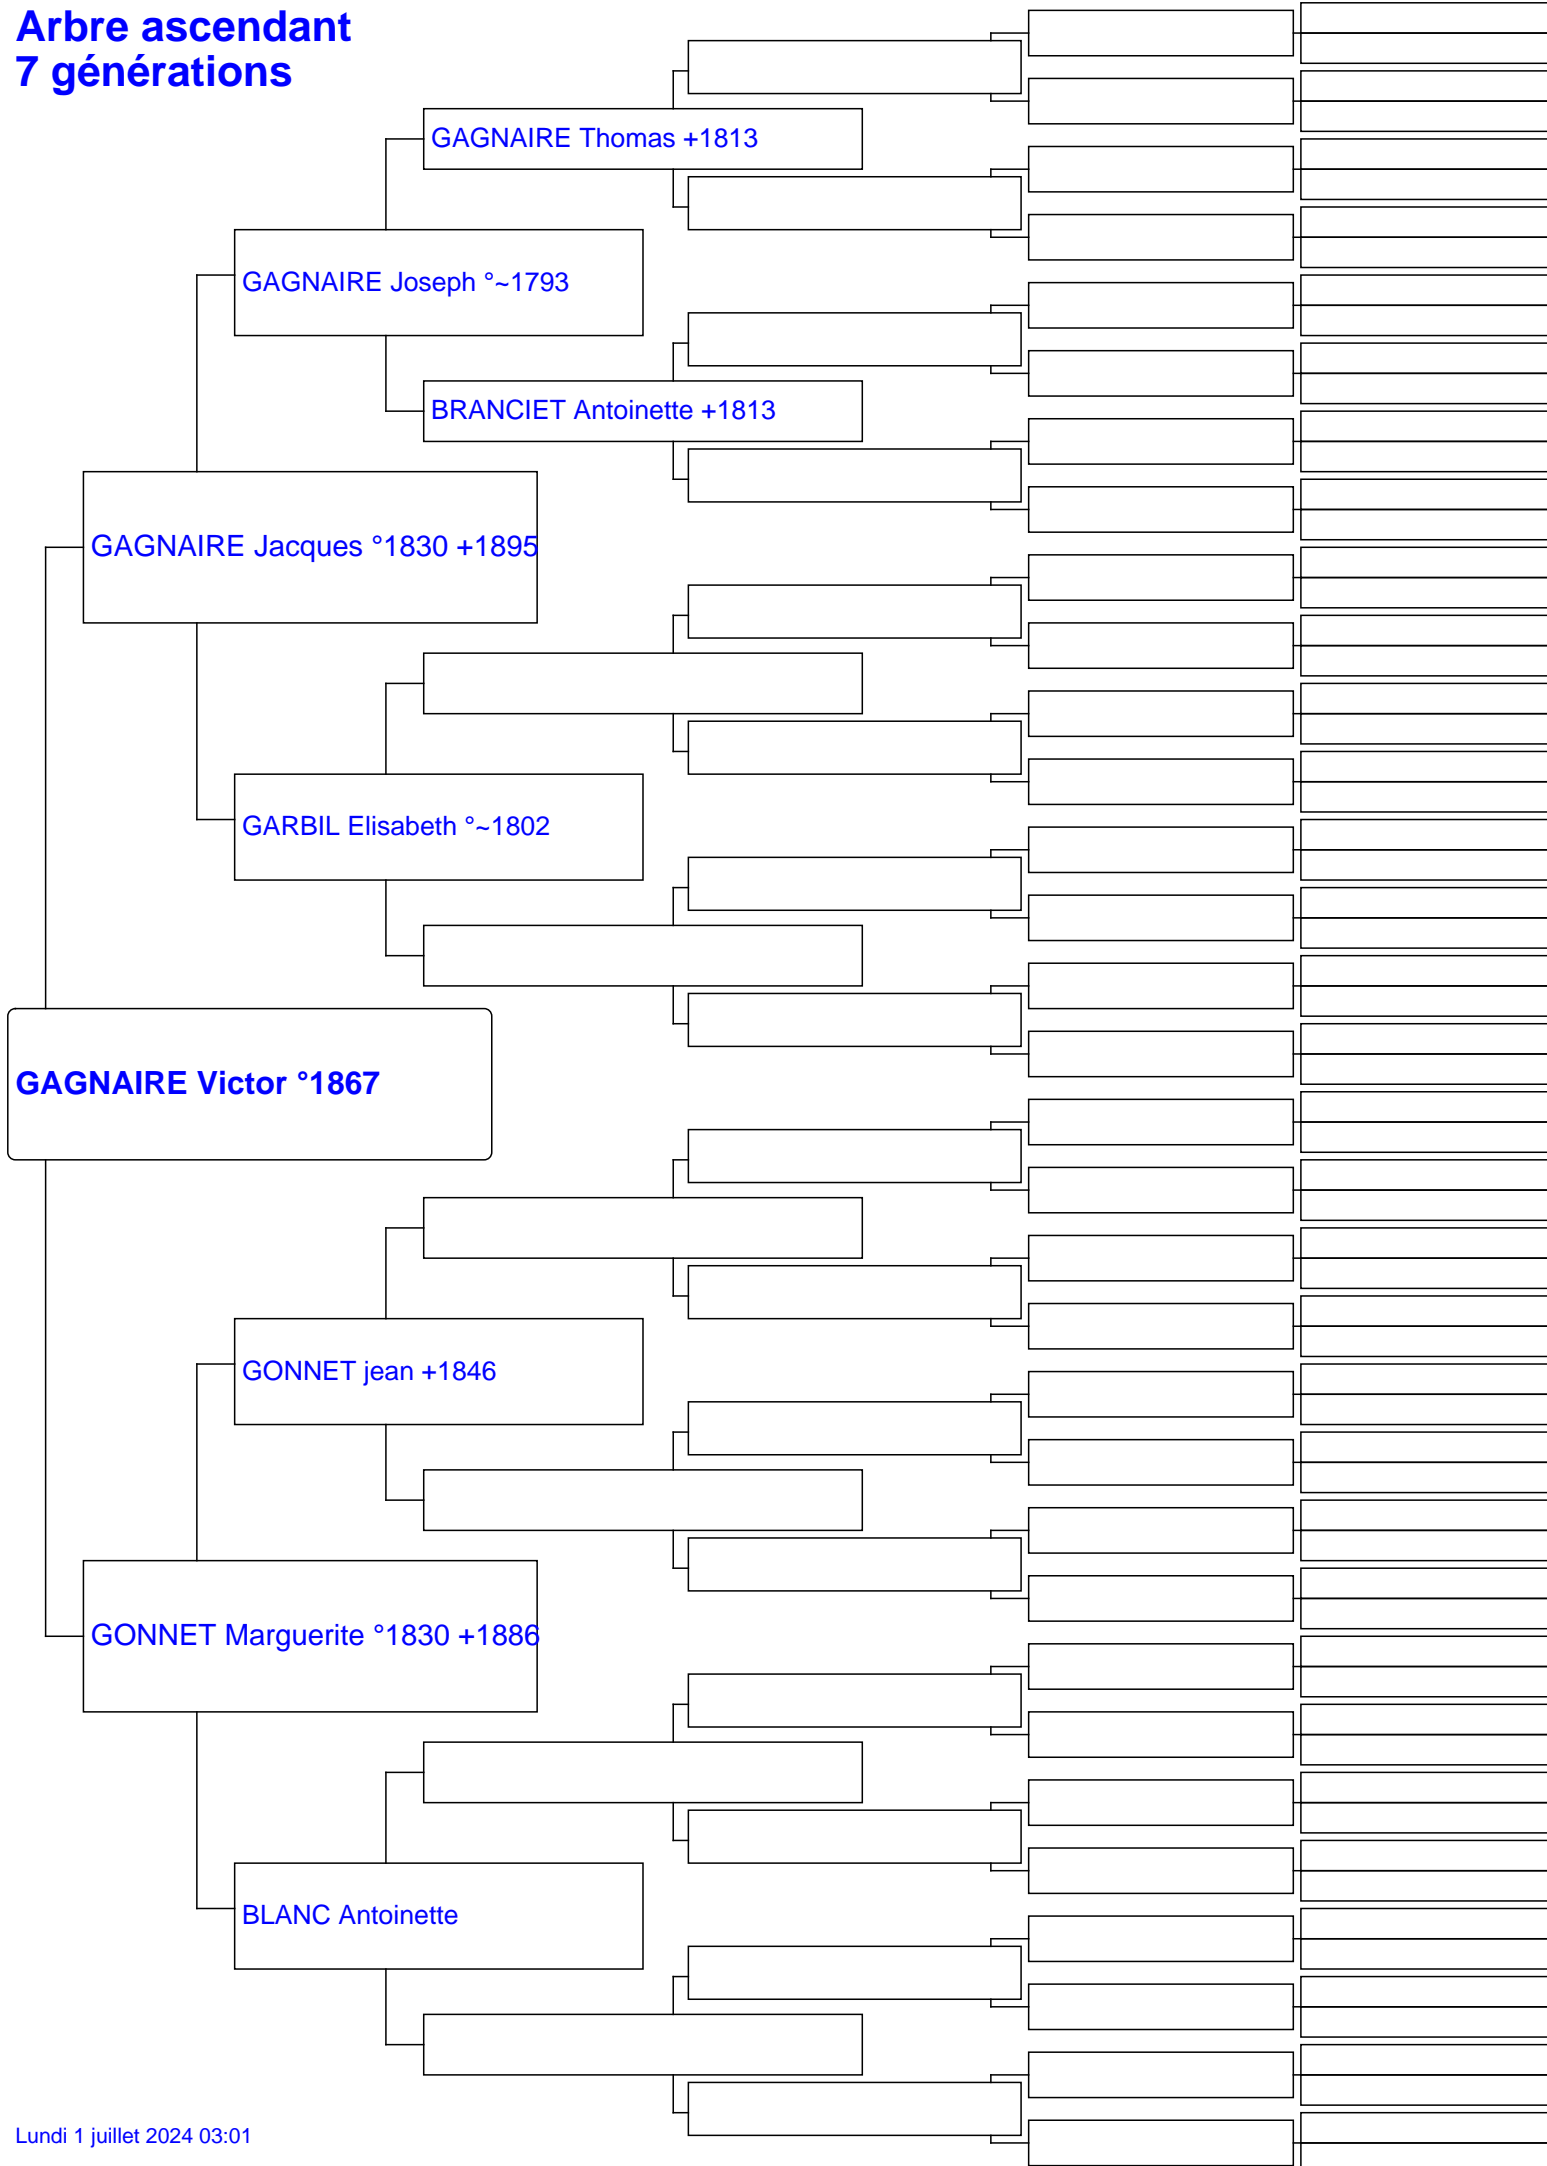 Arbre ascendant
7 générations
GAGNAIRE Thomas +1813
GAGNAIRE Joseph °~1793
BRANCIET Antoinette +1813
GAGNAIRE Jacques °1830 +1895
GARBIL Elisabeth °~1802
GAGNAIRE Victor °1867
GONNET jean +1846
GONNET Marguerite °1830 +1886
BLANC Antoinette
Lundi 1 juillet 2024 03:01